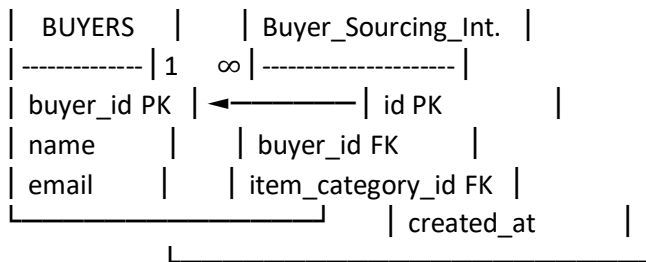 │ BUYERS │ │ Buyer_Sourcing_Int. │
│-------------│1 ∞│---------------------│
│ buyer_id PK │◄────────│ id PK │
│ name │ │ buyer_id FK │
│ email │ │ item_category_id FK │
└─────────────────┘ │ created_at │
└──────────────────────────